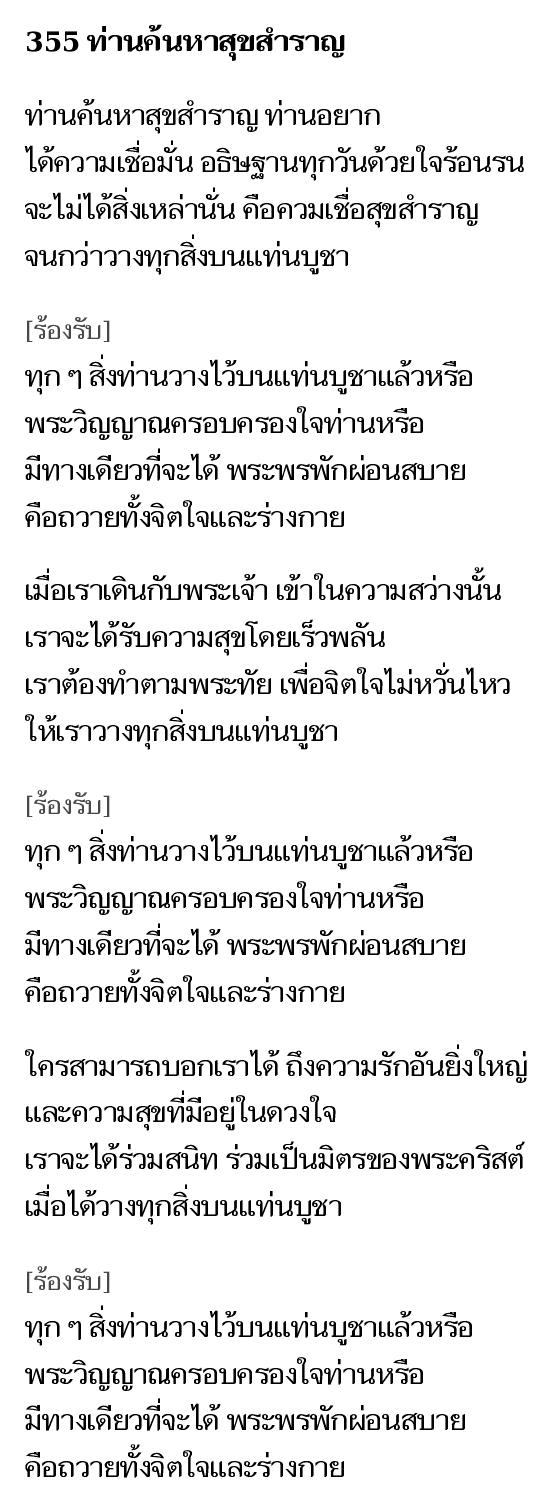 355 ท่านค้นหาสุขสำราญ
ท่านค้นหาสุขสำราญ ท่านอยาก
ได้ความเชื่อมั่น อธิษฐานทุกวันด้วยใจร้อนรน
จะไม่ได้สิ่งเหล่านั่น คือควมเชื่อสุขสำราญ
จนกว่าวางทุกสิ่งบนแท่นบูชา
[ร้องรับ]
ทุก ๆ สิ่งท่านวางไว้บนแท่นบูชาแล้วหรือ
พระวิญญาณครอบครองใจท่านหรือ
มีทางเดียวที่จะได้ พระพรพักผ่อนสบาย
คือถวายทั้งจิตใจและร่างกาย
เมื่อเราเดินกับพระเจ้า เข้าในความสว่างนั้น
เราจะได้รับความสุขโดยเร็วพลัน
เราต้องทำตามพระทัย เพื่อจิตใจไม่หวั่นไหว
ให้เราวางทุกสิ่งบนแท่นบูชา
[ร้องรับ]
ทุก ๆ สิ่งท่านวางไว้บนแท่นบูชาแล้วหรือ
พระวิญญาณครอบครองใจท่านหรือ
มีทางเดียวที่จะได้ พระพรพักผ่อนสบาย
คือถวายทั้งจิตใจและร่างกาย
ใครสามารถบอกเราได้ ถึงความรักอันยิ่งใหญ่
และความสุขที่มีอยู่ในดวงใจ
เราจะได้ร่วมสนิท ร่วมเป็นมิตรของพระคริสต์
เมื่อได้วางทุกสิ่งบนแท่นบูชา
[ร้องรับ]
ทุก ๆ สิ่งท่านวางไว้บนแท่นบูชาแล้วหรือ
พระวิญญาณครอบครองใจท่านหรือ
มีทางเดียวที่จะได้ พระพรพักผ่อนสบาย
คือถวายทั้งจิตใจและร่างกาย